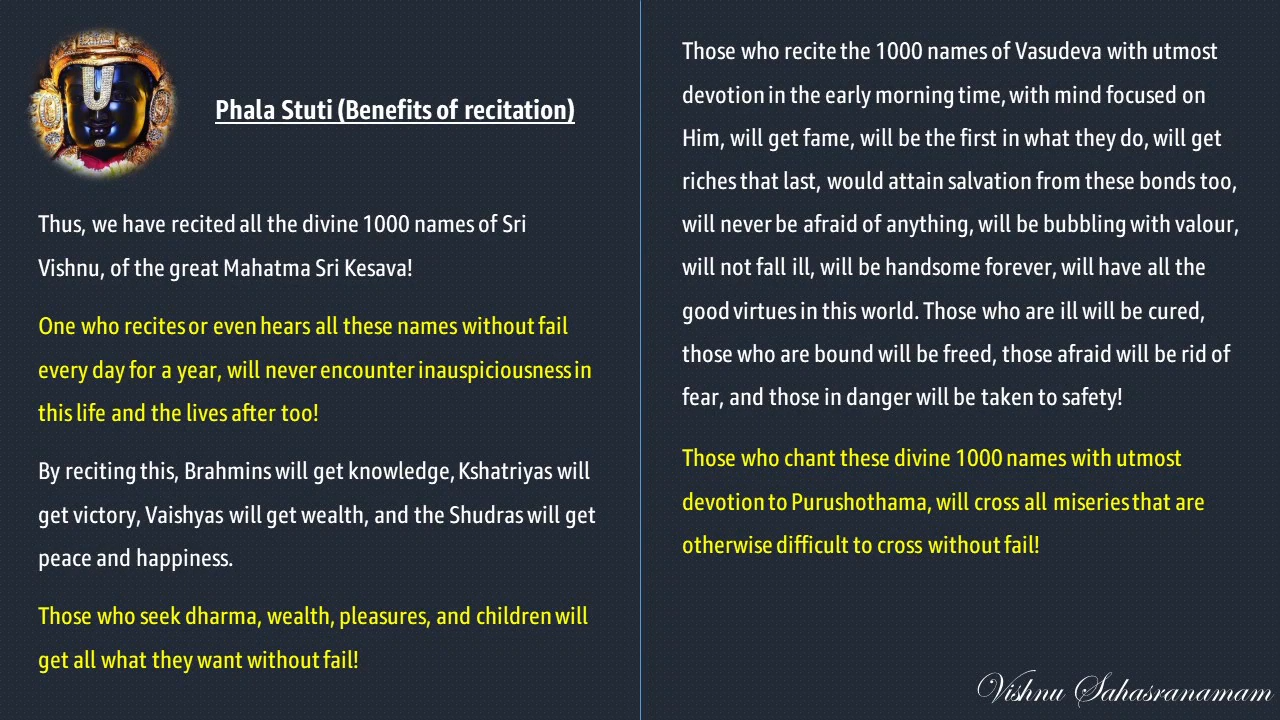 Phala Stuti (Benefits of recitation)
Thus, we have recited all the divine 1000 names of Sri
Vishnu, of the great Mahatma Sri Kesava!
One who recites or even hears all these names without fail
every day for a year, will never encounter inauspiciousness in
this life and the lives after too!
By reciting this, Brahmins will get knowledge, Kshatriyas will
get victory, Vaishyas will get wealth, and the Shudras will get
peace and happiness.
Those who seek dharma, wealth, pleasures, and children will
get all what they want without fail!
Those who recite the 1000 names of Vasudeva with utmost
devotion in the early morning time, with mind focused on
Him, will get fame, will be the first in what they do, will get
riches that last, would attain salvation from these bonds too,
will never be afraid of anything, will be bubbling with valour,
will not fall ill, will be handsome forever, will have all the
good virtues in this world. Those who are ill will be cured,
those who are bound will be freed, those afraid will be rid of
fear, and those in danger will be taken to safety!
Those who chant these divine 1000 names with utmost
devotion to Purushothama, will cross all miseries that are
otherwise difficult to cross without fail!
Vishnu Sahasranamam